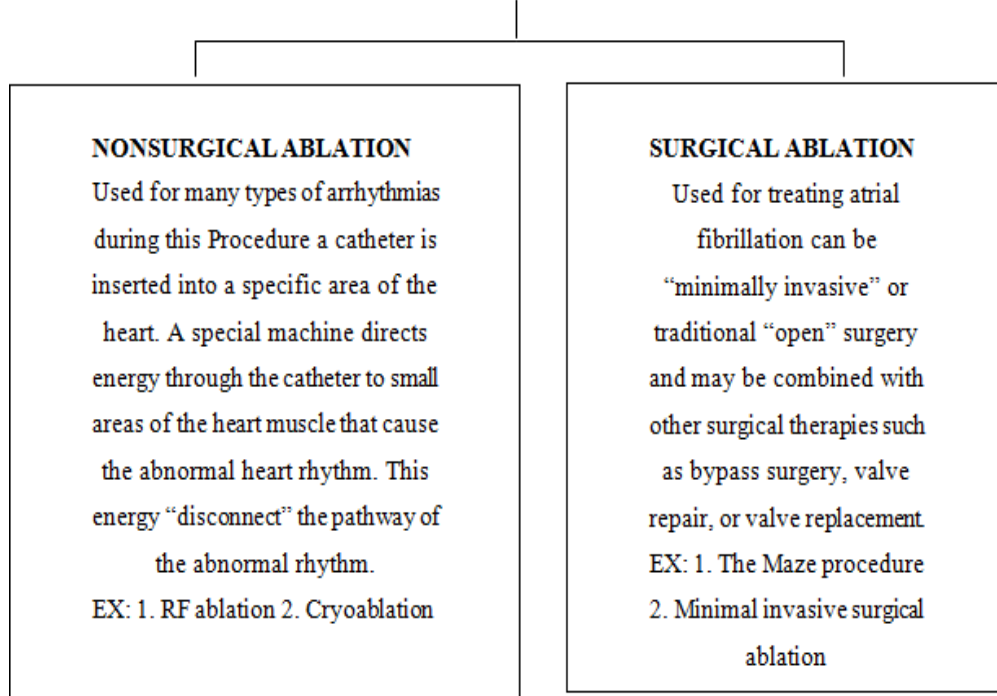 NONSURGICAL ABLATION
Used for many types of arrhythmias
during this Procedure a catheter is
inserted into a specific area of the
heart. A special machine directs
energy through the catheter to small
areas of the heart muscle that cause
the abnormal heart rhythm. This
energy “disconnect” the pathway of
the abnormal rhythm.
EX: 1. RF ablation 2. Cryoablation
SURGICAL ABLATION
Used for treating atrial
fibrillation can be
“minimally invasive” or
traditional “open” surgery
and may be combined with
other surgical therapies such
as bypass surgery, valve
repair, or valve replacement.
EX: 1. The Maze procedure
2. Minimal invasive surgical
ablation